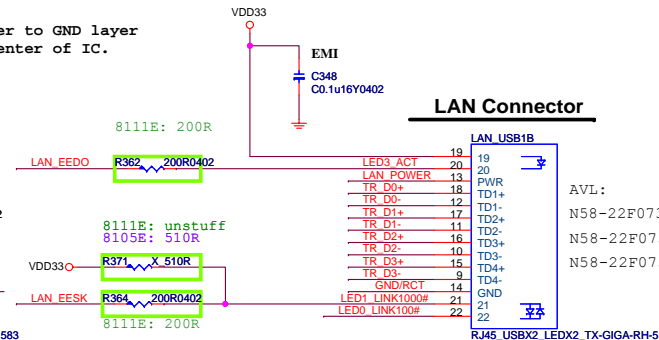 er to GND layer
enter of IC.
VDD33
EMI
C348
C0.1u16Y0402
LAN Connector
LAN_USB1B
8111E: 200R
LAN_EEDO R362 200R0402
LED3_ACT 20 20
19 19
LAN_POWER 13 PWR
TR_D0+ 18 TD1+
TR_D0- 12 TD1-
TR_D1+ 17 TD2+
TR_D1- 11 TD2-
TR_D2+ 16 TD3+
TR_D2- 10 TD3-
TR_D3+ 15 TD4+
TR_D3- 9 TD4-
GND/RCT 14 GND
LED1_LINK1000# 21 21
LED0_LINK100# 22 22
AVL:
N58-22F073
N58-22F07
N58-22F07
8111E: unstuff
8105E: 510R
VDD33 R371 X_510R
LAN_EESK R364 200R0402
8111E: 200R
583
RJ45_USBX2_LEDX2_TX-GIGA-RH-5